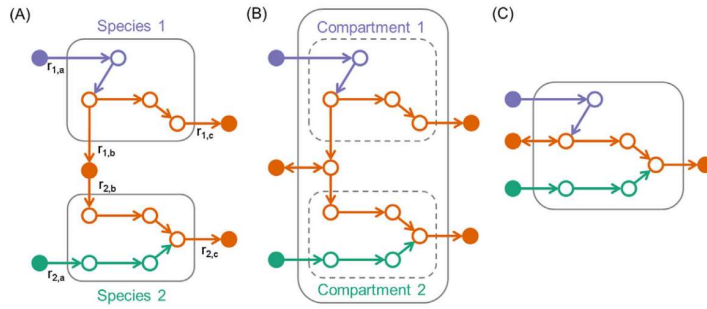 (A)
Species 1
r1,a
r1,b
r1,c
r2,b
r2,a
r2,c
Species 2
(B)
Compartment 1
Compartment 2
(C)